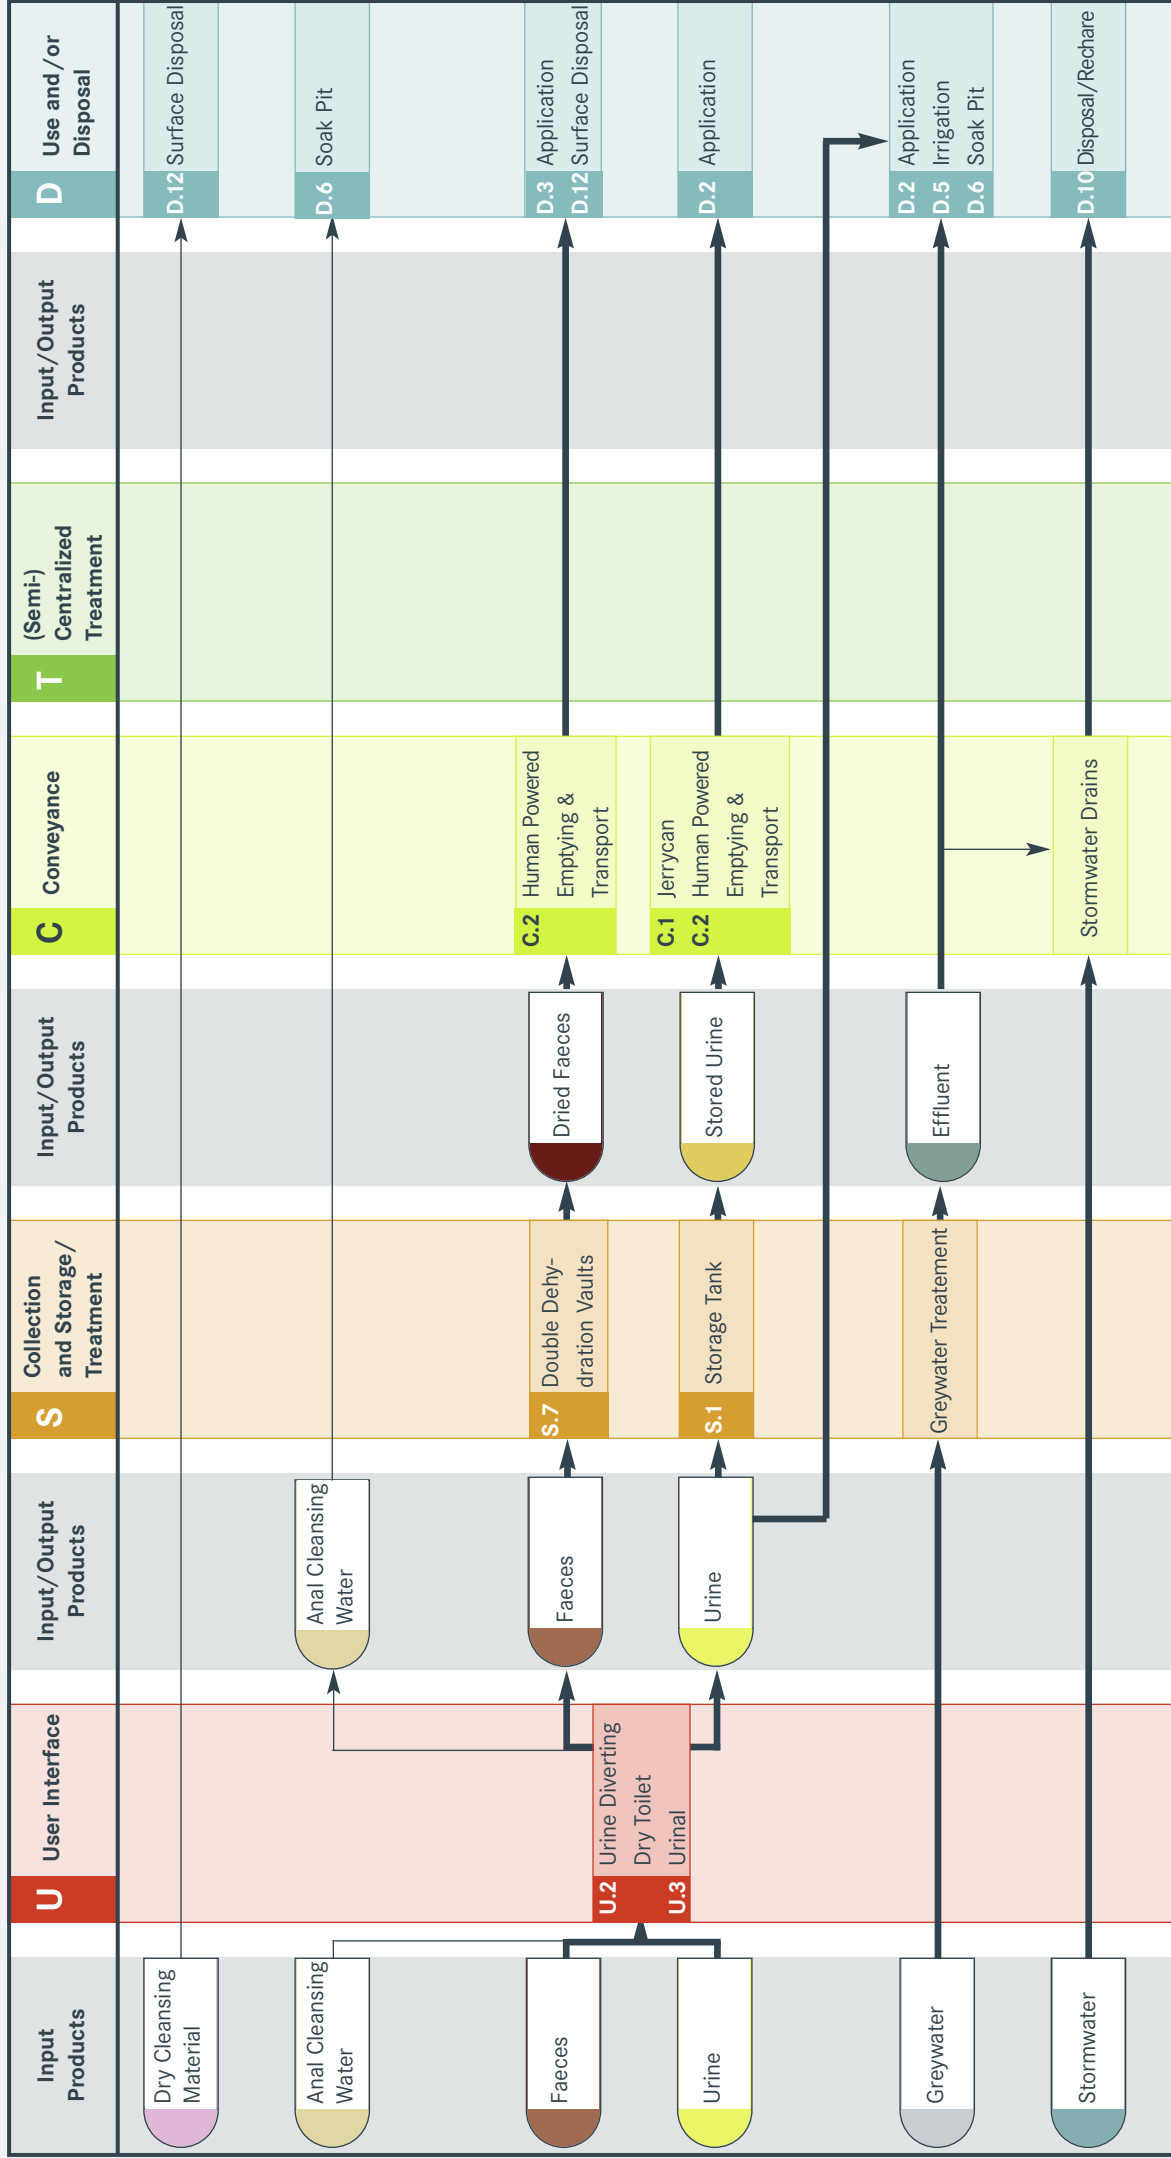 Input
Products
U
User Interface
Input/Output
Products
S
Collection
and Storage/
Treatment
Input/Output
Products
C
Conveyance
T
(Semi-)
Centralized
Treatment
Input/Output
Products
D
Use and/or
Disposal
Dry Cleansing
Material
D.12 Surface Disposal
Anal Cleansing
Water
Anal Cleansing
Water
D.6 Soak Pit
Faeces
U.2 Urine Diverting
Dry Toilet
U.3 Urinal
Faeces
S.7 Double Dehy-
dration Vaults
Dried Faeces
C.2 Human Powered
Emptying &
Transport
D.3 Application
D.12 Surface Disposal
Urine
Urine
S.1 Storage Tank
Stored Urine
C.1 Jerrycan
C.2 Human Powered
Emptying &
Transport
D.2 Application
Greywater
Greywater Treatement
Effluent
D.2 Application
D.5 Irrigation
D.6 Soak Pit
Stormwater
Stormwater Drains
D.10 Disposal/Rechare